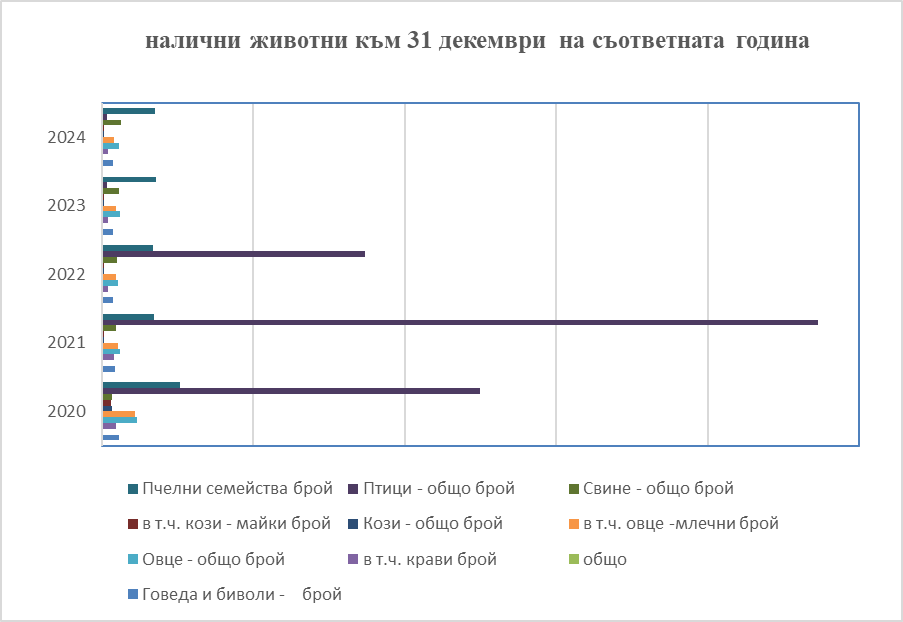 налични животни към 31 декември на съответната година
2024
2023
2022
2021
2020
Пчелни семейства брой Птици - общо брой Свине - общо брой
в т.ч. кози - майки брой Кози - общо брой в т.ч. овце -млечни брой
Овце - общо брой в т.ч. крави брой общо
Говеда и биволи - брой